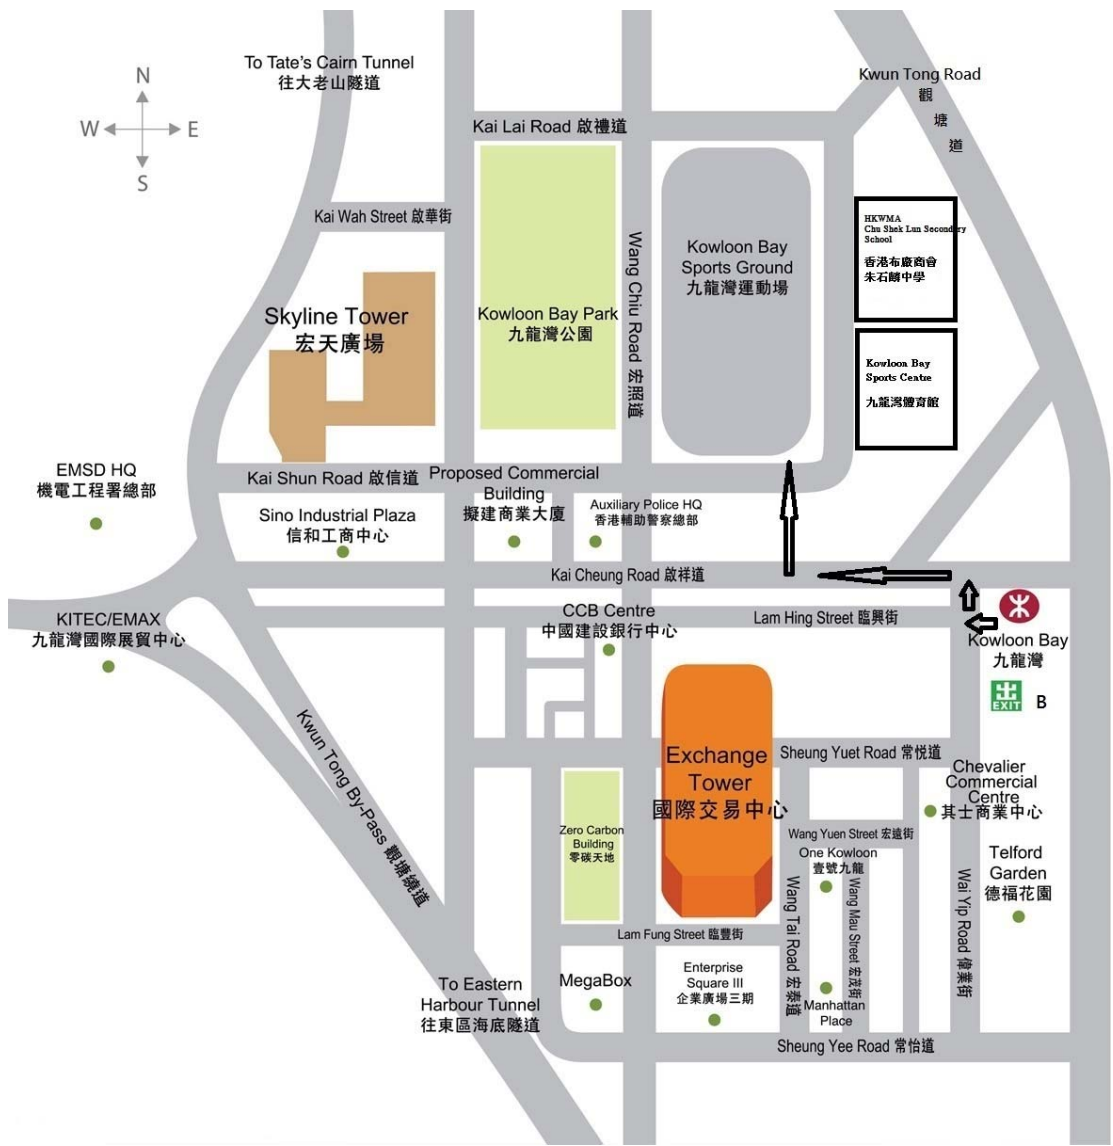 To Tate's Cairn Tunnel
往大老山隧道
Kwun Tong Road
觀
塘
道
N
W
E
S
Kai Lai Road 啟禮道
Kai Wah Street 啟華街
HKWMA
Chu Shek Lun Secondery
School
香港布廠商會
朱石麟中學
Wang Chiu Road 宏照道
Kowloon Bay
Sports Ground
九龍灣運動場
Skyline Tower
宏天廣場
Kowloon Bay Park
九龍灣公園
Kowloon Bay
Sports Centre
九龍灣體育館
EMSD HQ
機電工程署總部
Kai Shun Road 啟信道
Proposed Commercial
Building
擬建商業大廈
Sino Industrial Plaza
信和工商中心
Auxiliary Police HQ
香港輔助警察總部
Kai Cheung Road 啟祥道
KITEC/EMAX
九龍灣國際展貿中心
CCB Centre
中國建設銀行中心
Lam Hing Street 臨興街
Kowloon Bay
九龍灣
出
EXIT
B
Kwun Tong By-Pass 觀塘繞道
Exchange
Tower
國際交易中心
Sheung Yuet Road 常悦道
Chevalier
Commercial
Centre
其士商業中心
Zero Carbon
Building
零碳天地
Wang Yuen Street 宏遠街
One Kowloon
壹號九龍
Telford
Garden
德福花園
Wang Tai Road 宏泰道
Wang Mau Street 宏茂街
Wai Yip Road 偉業街
Lam Fung Street 臨豐街
To Eastern
Harbour Tunnel
往東區海底隧道
MegaBox
Enterprise
Square III
企業廣場三期
Manhattan
Place
Sheung Yee Road 常怡道